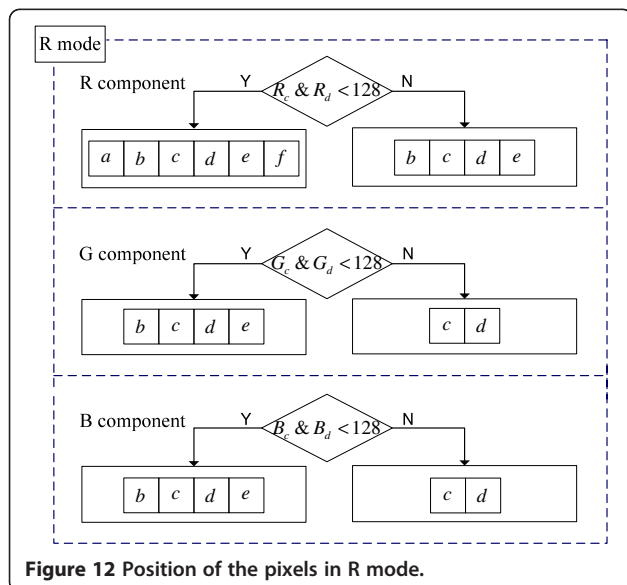 R mode
R component
Y
R_c & R_d <128
N
a b c d e f
b c d e
G component
Y
G_c & G_d <128
N
b c d e
c d
B component
Y
B_c & B_d <128
N
b c d e
c d
Figure 12 Position of the pixels in R mode.